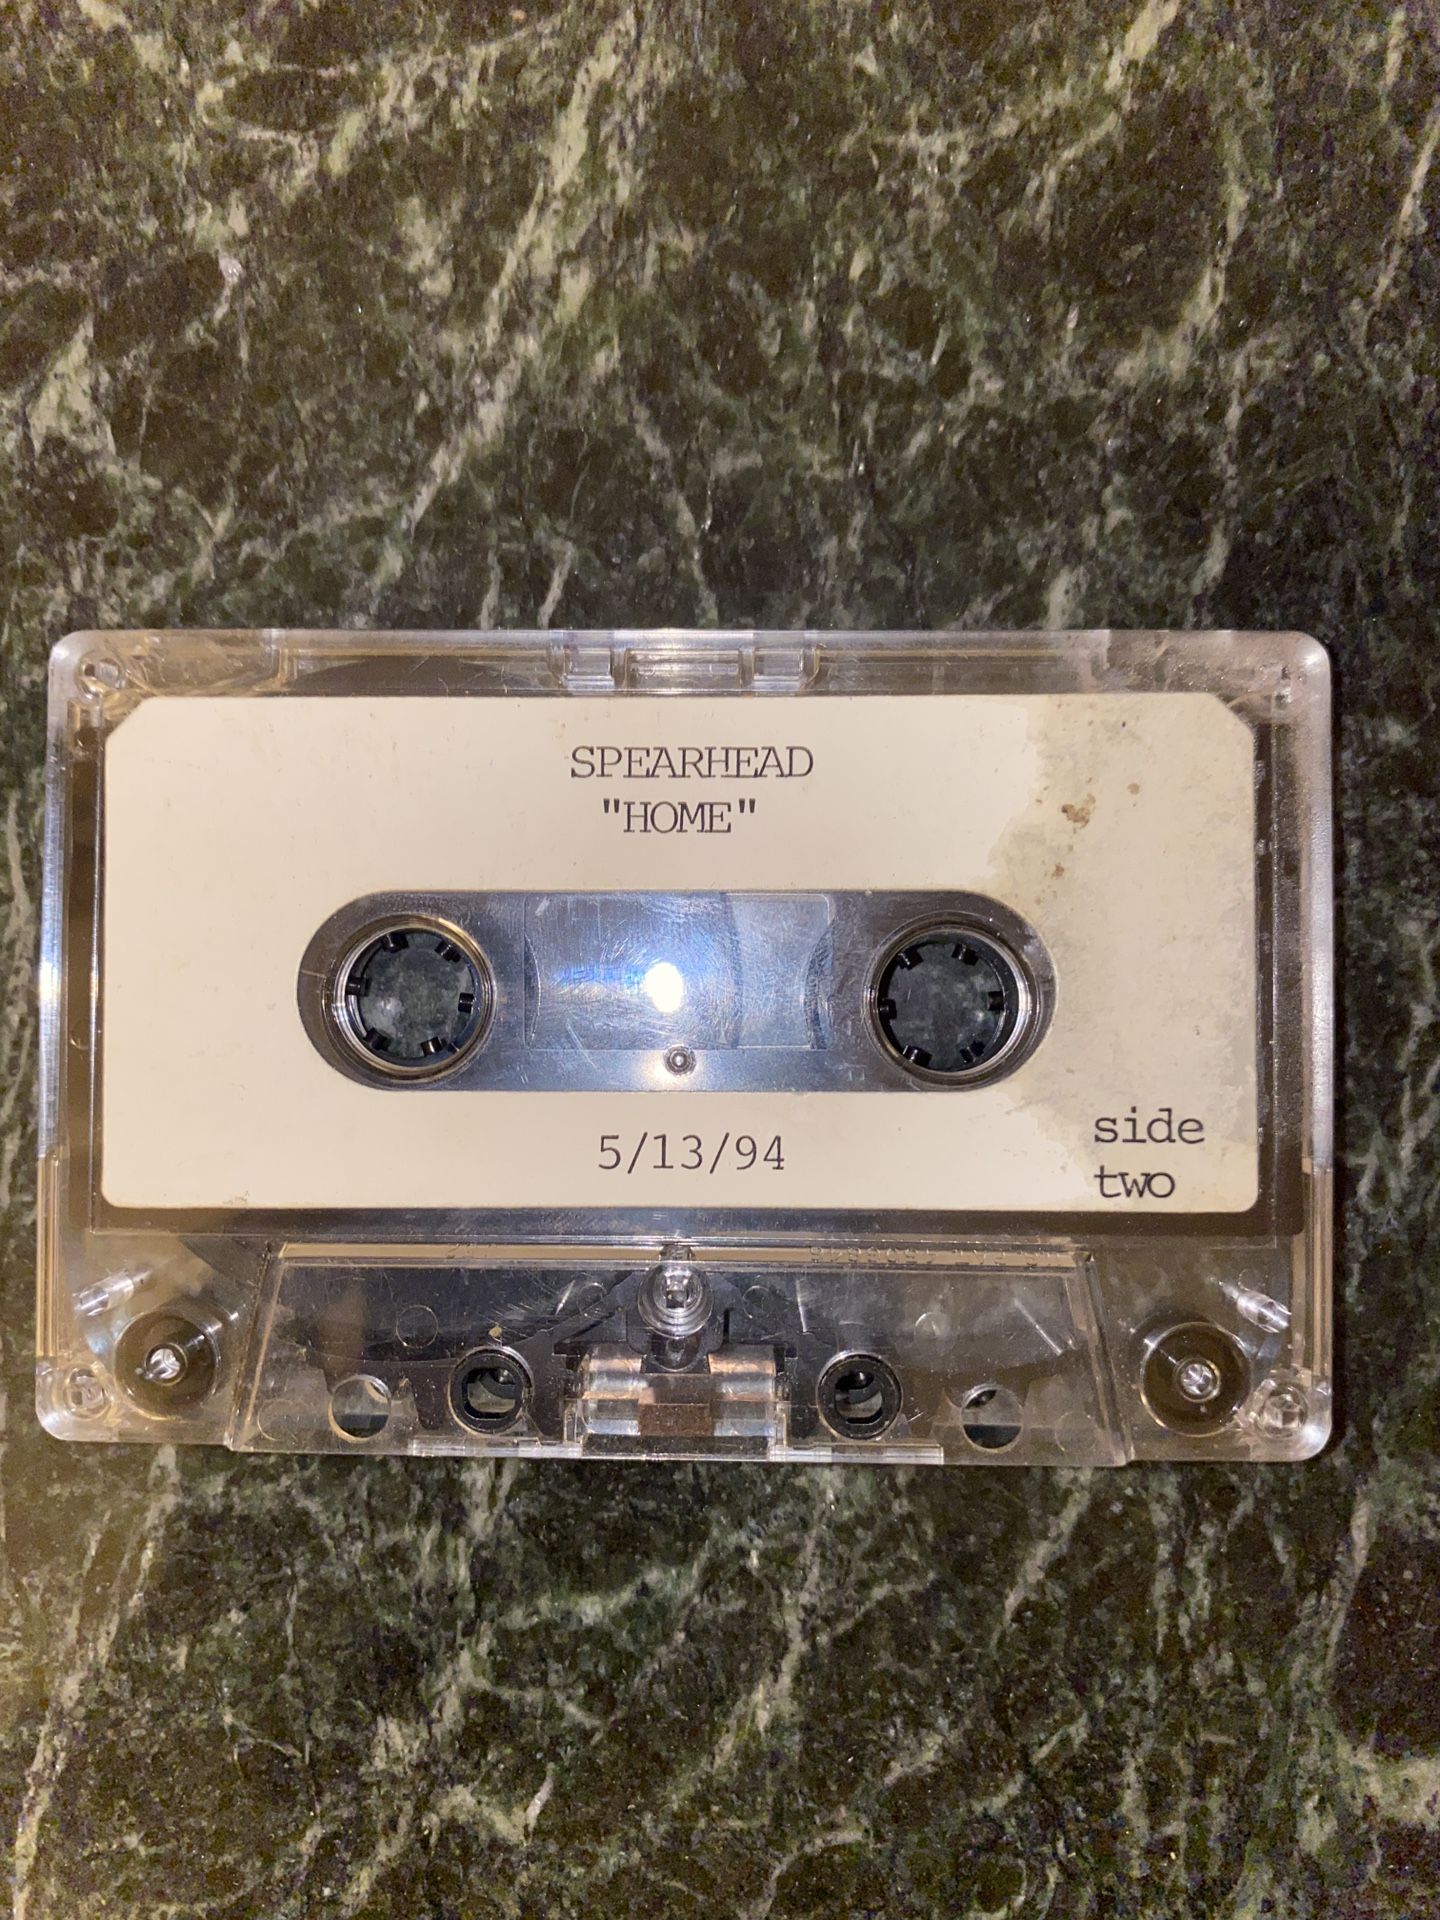 SPEARHEAD
"HOME"
5/13/94
side
two